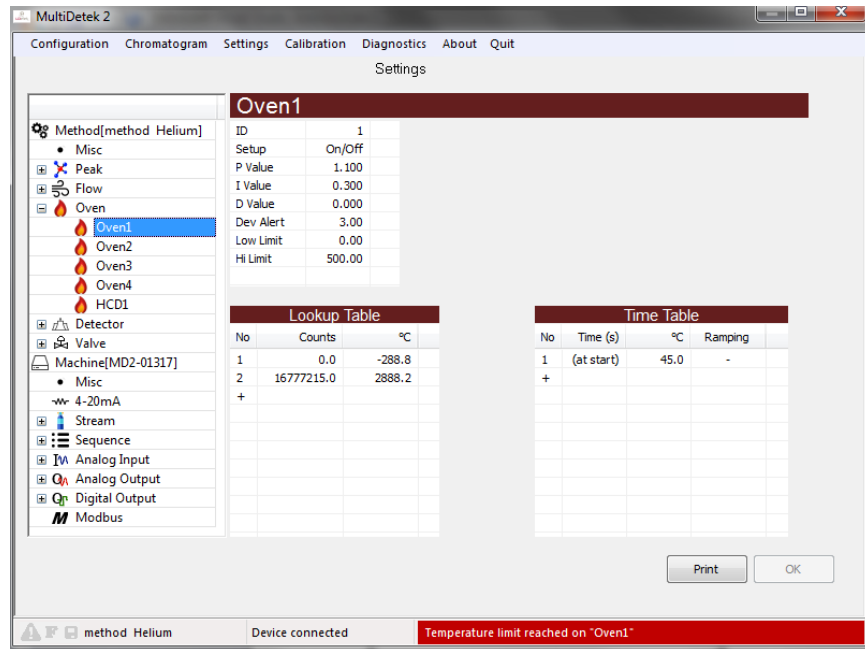 MultiDetek 2
Configuration Chromatogram Settings Calibration Diagnostics About Quit
Settings
Method[method Helium]
Misc
Peak
Flow
Oven
Oven1
Oven2
Oven3
Oven4
HCD1
Detector
Valve
Machine[MD2-01317]
Misc
4-20mA
Stream
Sequence
Analog Input
Analog Output
Digital Output
Modbus
Oven1
ID 1
Setup On/Off
P Value 1.100
I Value 0.300
D Value 0.000
Dev Alert 3.00
Low Limit 0.00
Hi Limit 500.00
Lookup Table
No Counts °C
1 0.0 -288.8
2 16777215.0 2888.2
+
Time Table
No Time (s) °C Ramping
1 (at start) 45.0 -
+
Print OK
method Helium Device connected Temperature limit reached on "Oven1"